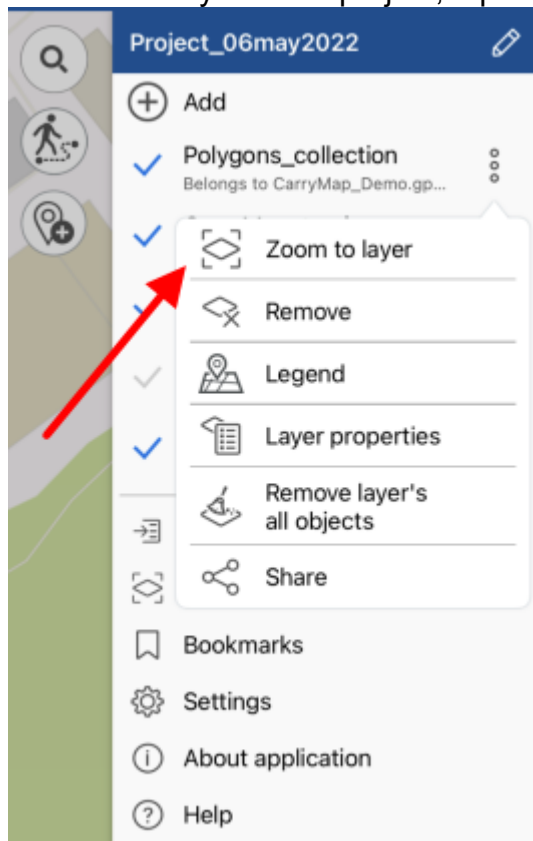 Project_06may2022
Add
Polygons_collection
Belongs to CarryMap_Demo.gp...
Zoom to layer
Remove
Legend
Layer properties
Remove layer's
all objects
Share
Bookmarks
Settings
About application
Help